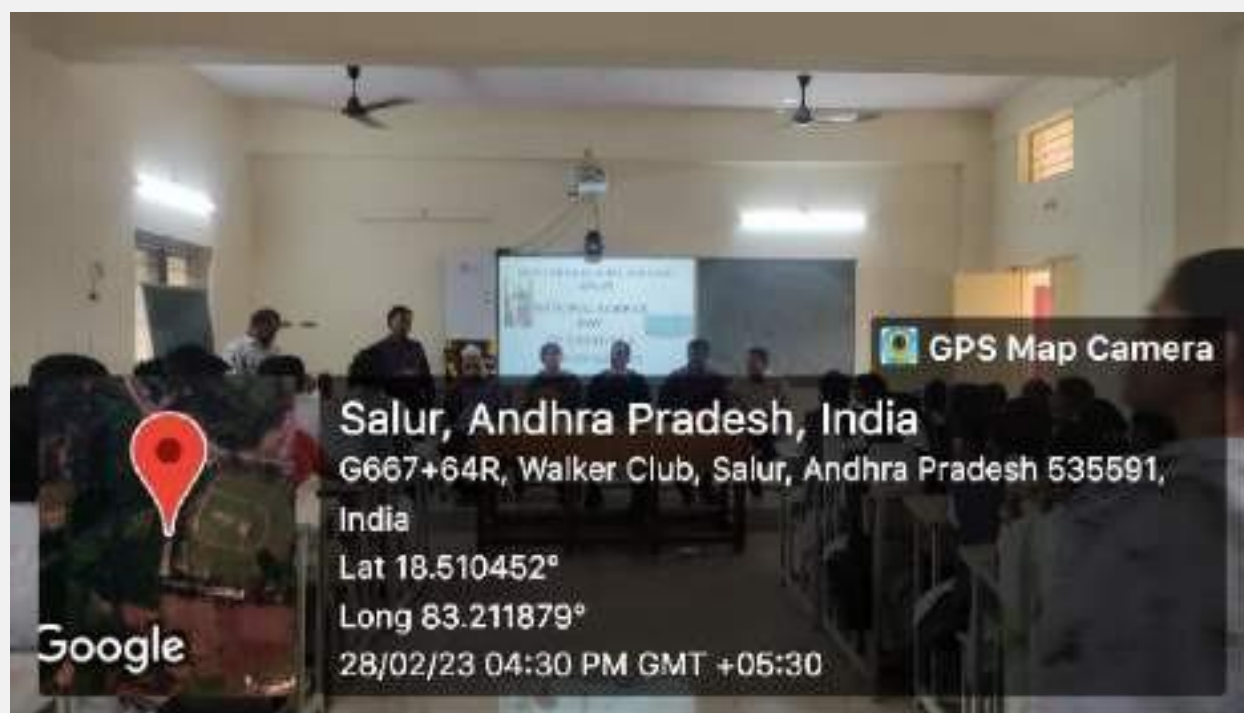 NATIONAL SCIENCE
DAY
GPS Map Camera
Salur, Andhra Pradesh, India
G667+64R, Walker Club, Salur, Andhra Pradesh 535591,
India
Lat 18.510452°
Long 83.211879°
28/02/23 04:30 PM GMT +05:30
Google